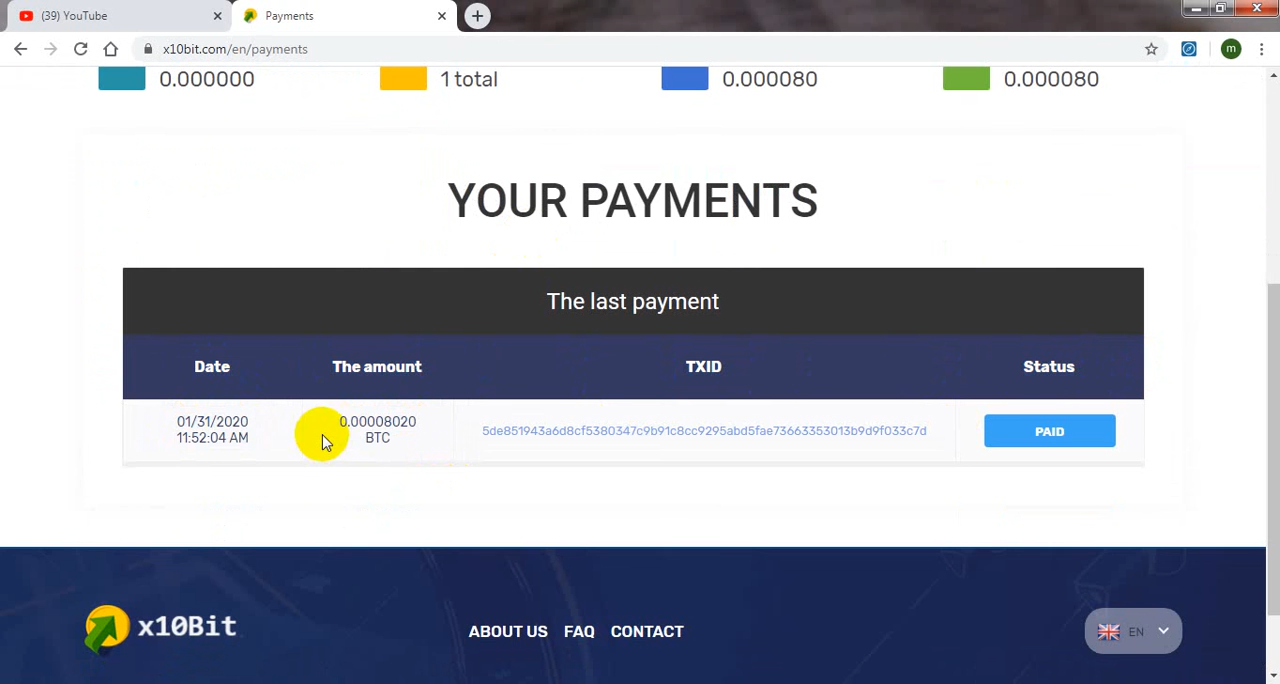 (39) YouTube
Payments
x10bit.com/en/payments
m
0.000000
1 total
0.000080
0.000080
YOUR PAYMENTS
The last payment
Date The amount TXID Status
01/31/2020
11:52:04 AM
0.00008020
BTC
5de851943a6d8cf5380347c9b91c8cc9295abd5fae73663353013b9d9f033c7d
PAID
x10Bit
ABOUT US FAQ CONTACT
EN